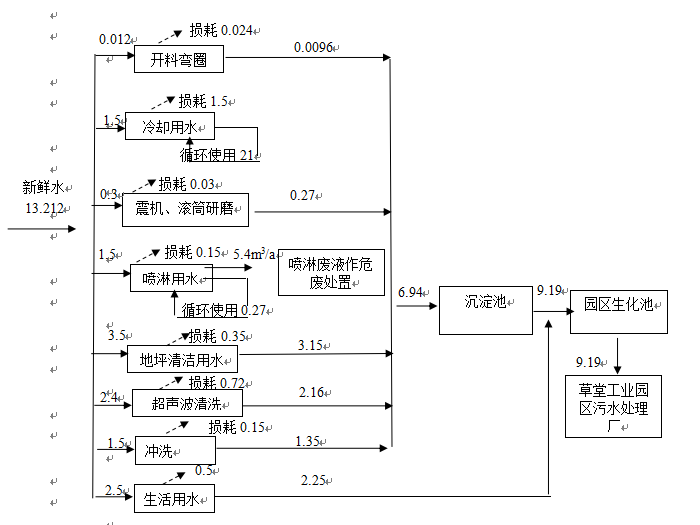 损耗 0.024
0.012
0.0096
开料弯圈
损耗 1.5
1.5
冷却用水
循环使用 21
新鲜水
13.212
损耗 0.03
0.3
0.27
震机、滚筒研磨
损耗 0.15
5.4m³/a
1.5
喷淋用水
喷淋废液作危
废处置
循环使用 0.27
6.94
沉淀池
9.19
园区生化池
9.19
草堂工业园
区污水处理
厂
损耗 0.35
3.5
3.15
地坪清洁用水
损耗 0.72
2.4
2.16
超声波清洗
损耗 0.15
1.5
1.35
冲洗
0.5
2.5
2.25
生活用水